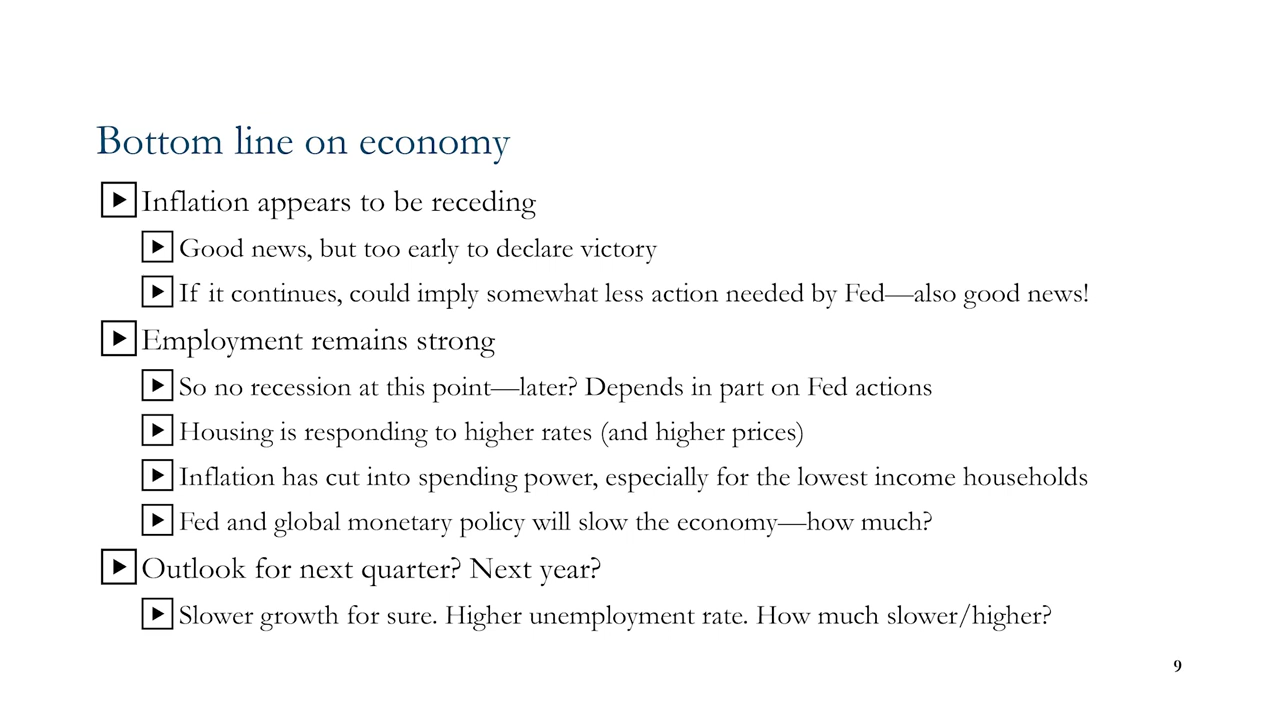 Bottom line on economy
Inflation appears to be receding
Good news, but too early to declare victory
If it continues, could imply somewhat less action needed by Fed—also good news!
Employment remains strong
So no recession at this point—later? Depends in part on Fed actions
Housing is responding to higher rates (and higher prices)
Inflation has cut into spending power, especially for the lowest income households
Fed and global monetary policy will slow the economy—how much?
Outlook for next quarter? Next year?
Slower growth for sure. Higher unemployment rate. How much slower/higher?
9